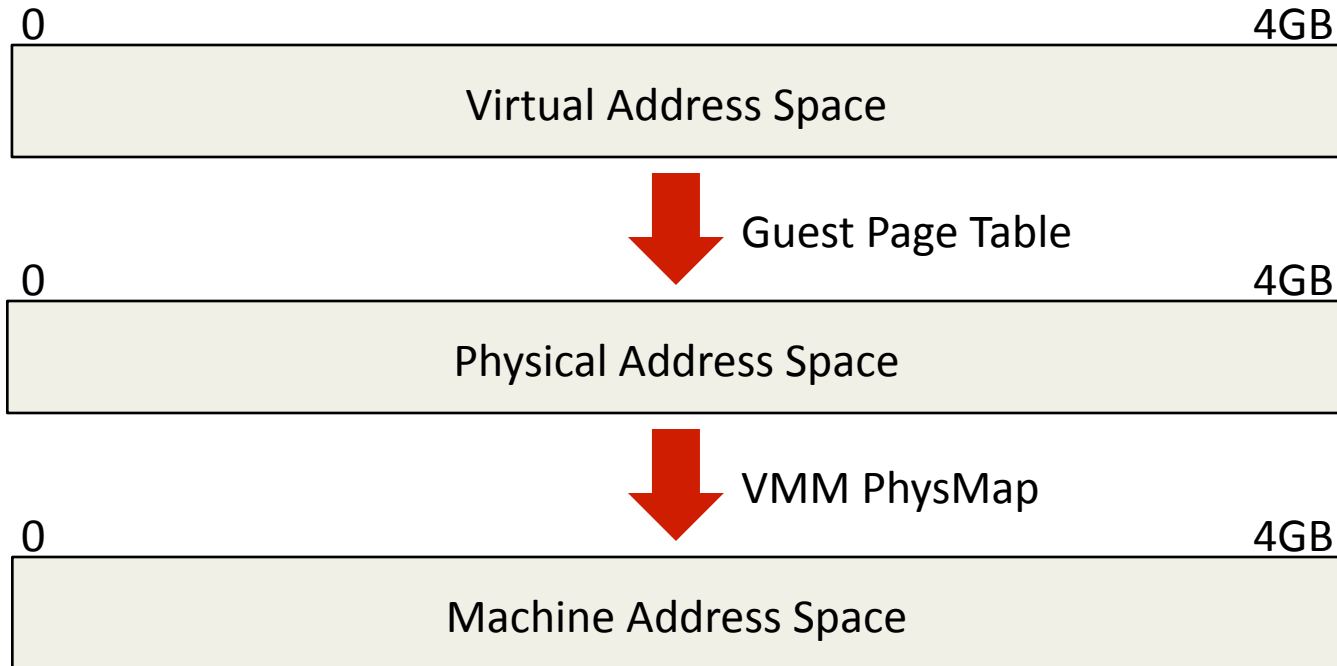 0 4GB
Virtual Address Space
Guest Page Table
0 4GB
Physical Address Space
VMM PhysMap
0 4GB
Machine Address Space